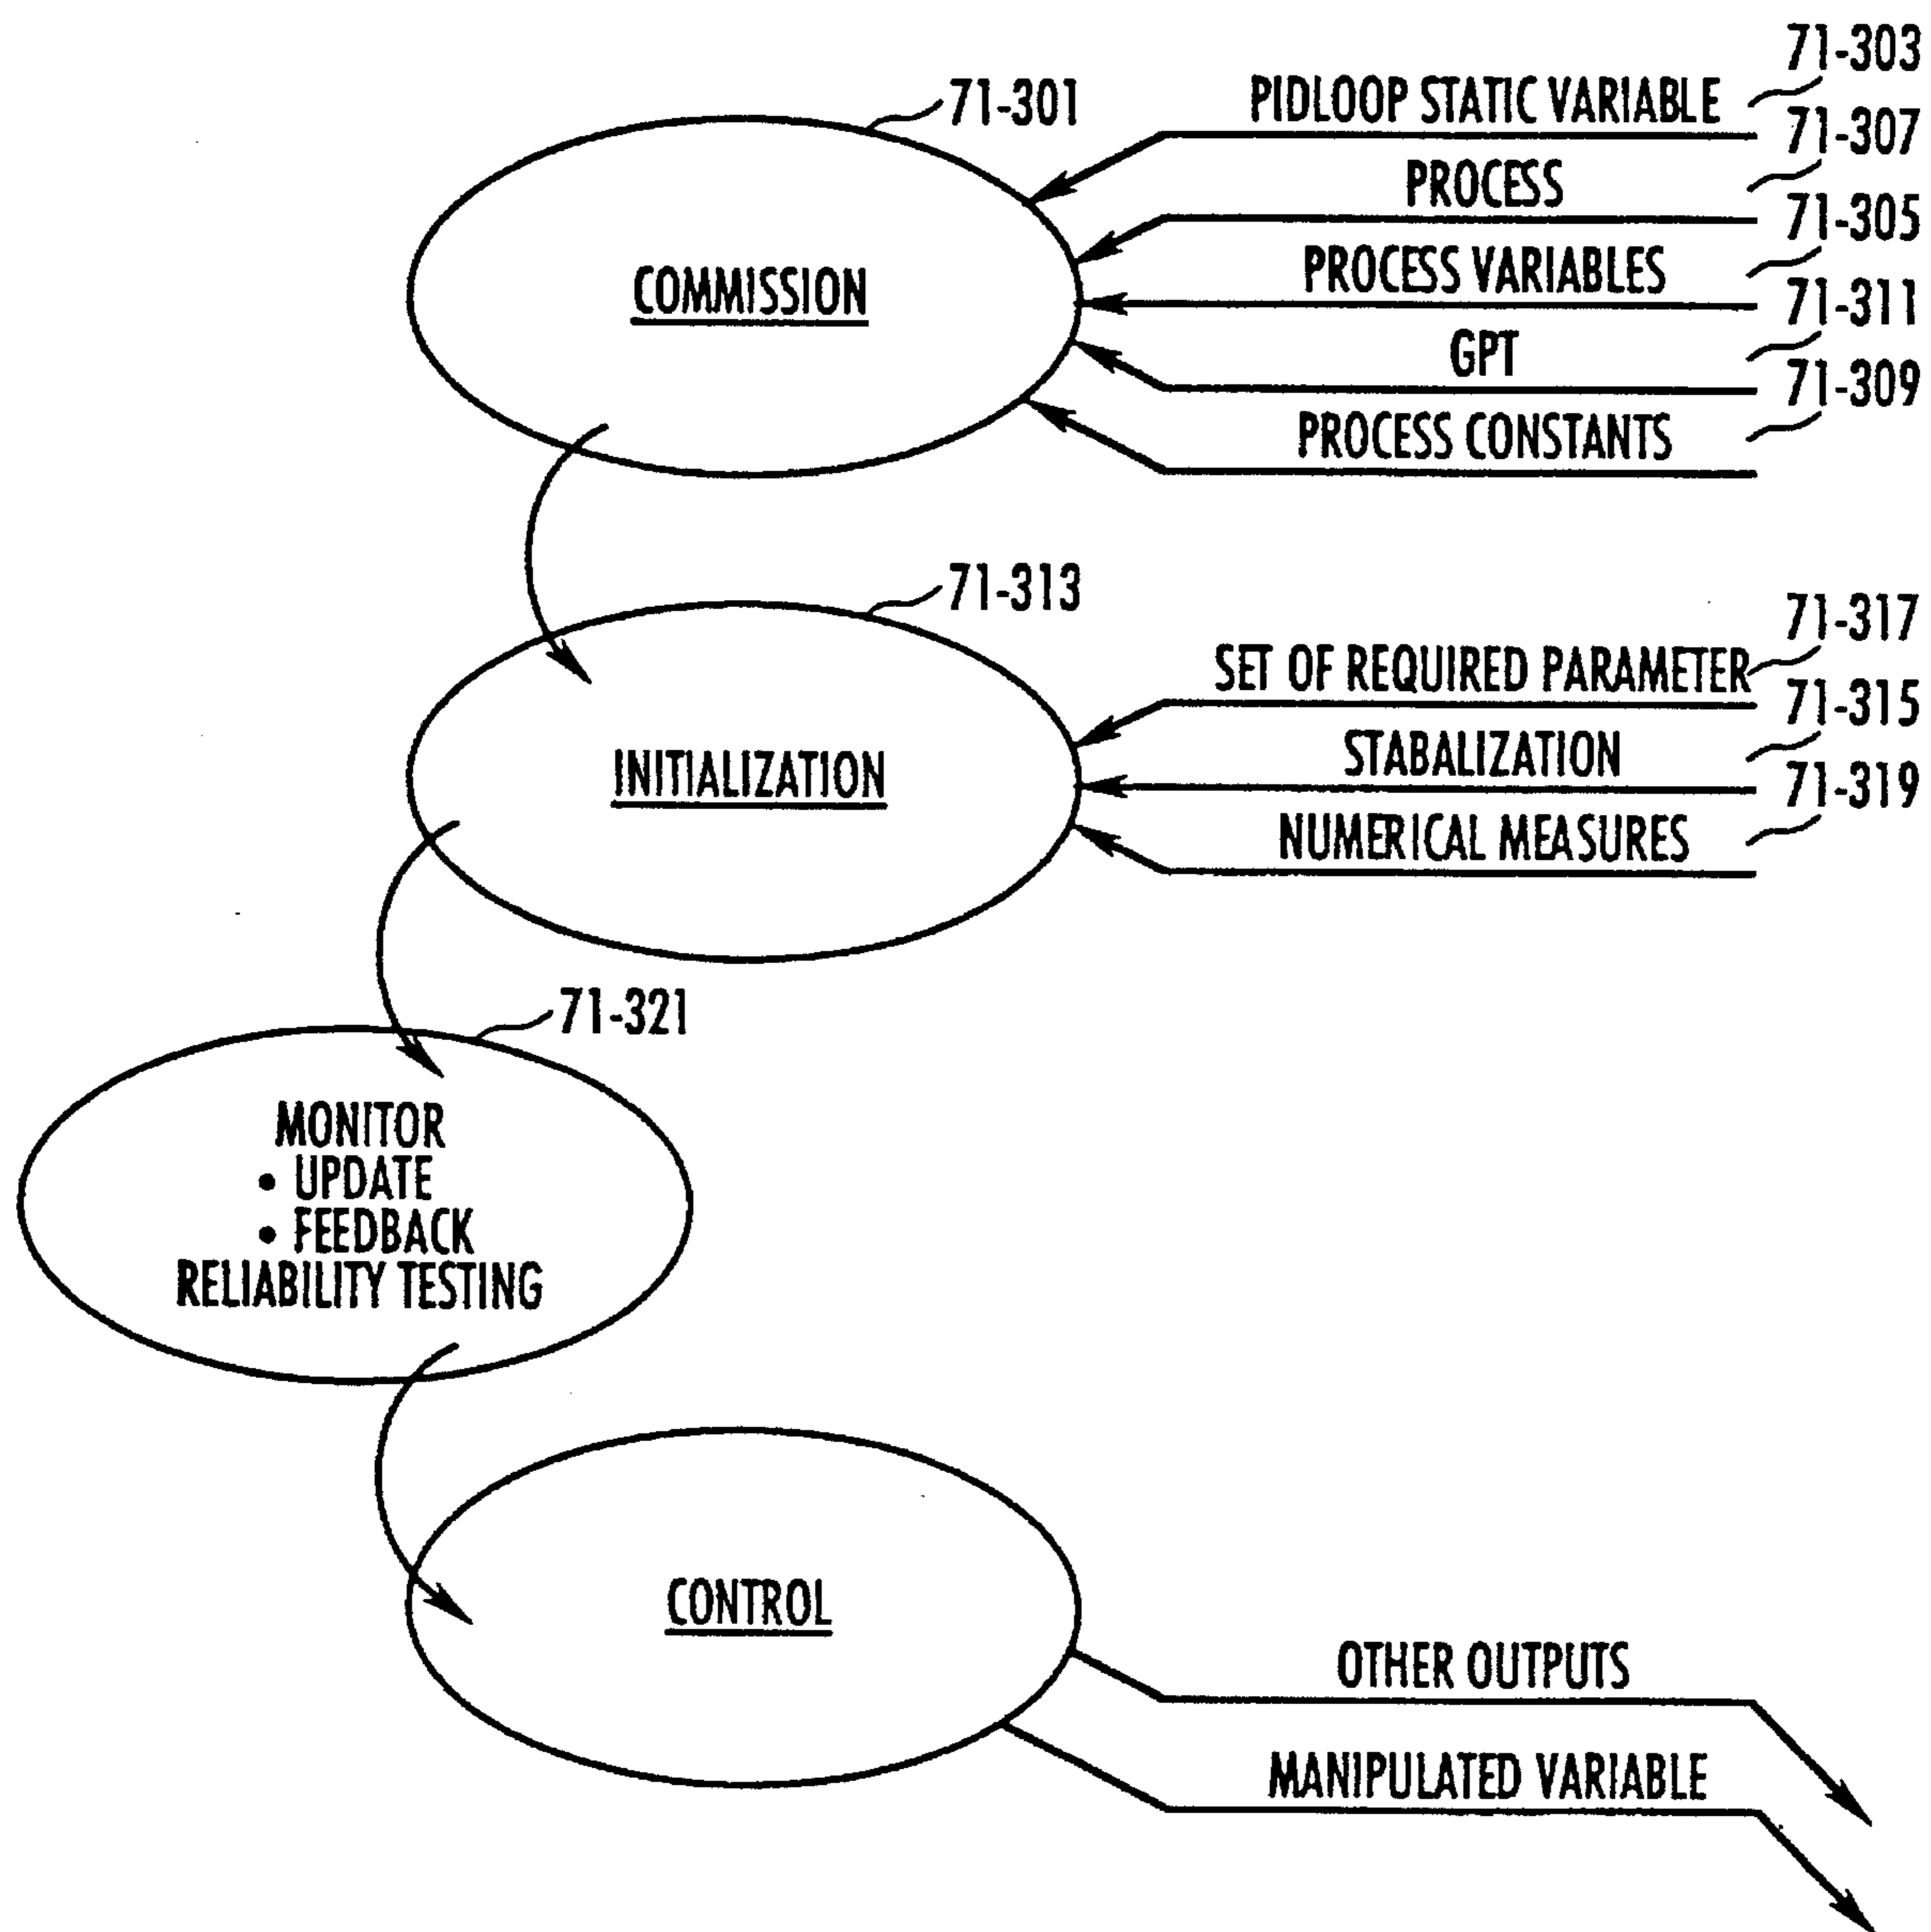 71-303
71-301
PIDLOOP STATIC VARIABLE
71-307
PROCESS
71-305
PROCESS VARIABLES
COMMISSION
71-311
GPT
71-309
PROCESS CONSTANTS
71-313
71-317
SET OF REQUIRED PARAMETER
71-315
STABALIZATION
INITIALIZATION
71-319
NUMERICAL MEASURES
71-321
MONITOR
• UPDATE
• FEEDBACK
RELIABILITY TESTING
CONTROL
OTHER OUTPUTS
MANIPULATED VARIABLE